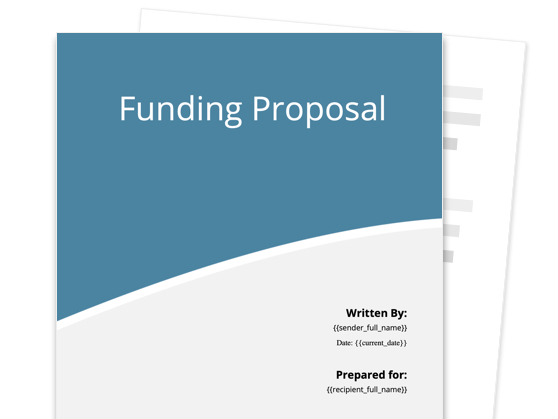 Funding Proposal
Written By:
{{sender_full_name}}
Date: {{current_date}}
Prepared for:
{{recipient_full_name}}